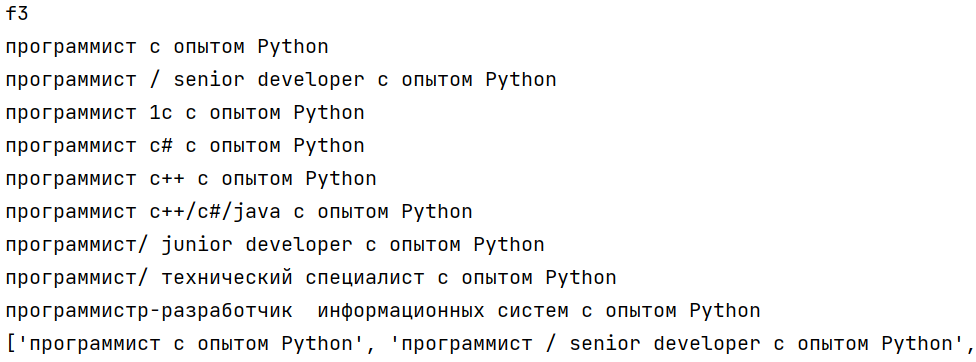 f3
программист с опытом Python
программист / senior developer с опытом Python
программист 1с с опытом Python
программист c# с опытом Python
программист c++ с опытом Python
программист c++/c#/java с опытом Python
программист/ junior developer с опытом Python
программист/ технический специалист с опытом Python
программистр-разработчик  информационных систем с опытом Python
['программист с опытом Python', 'программист / senior developer с опытом Python',